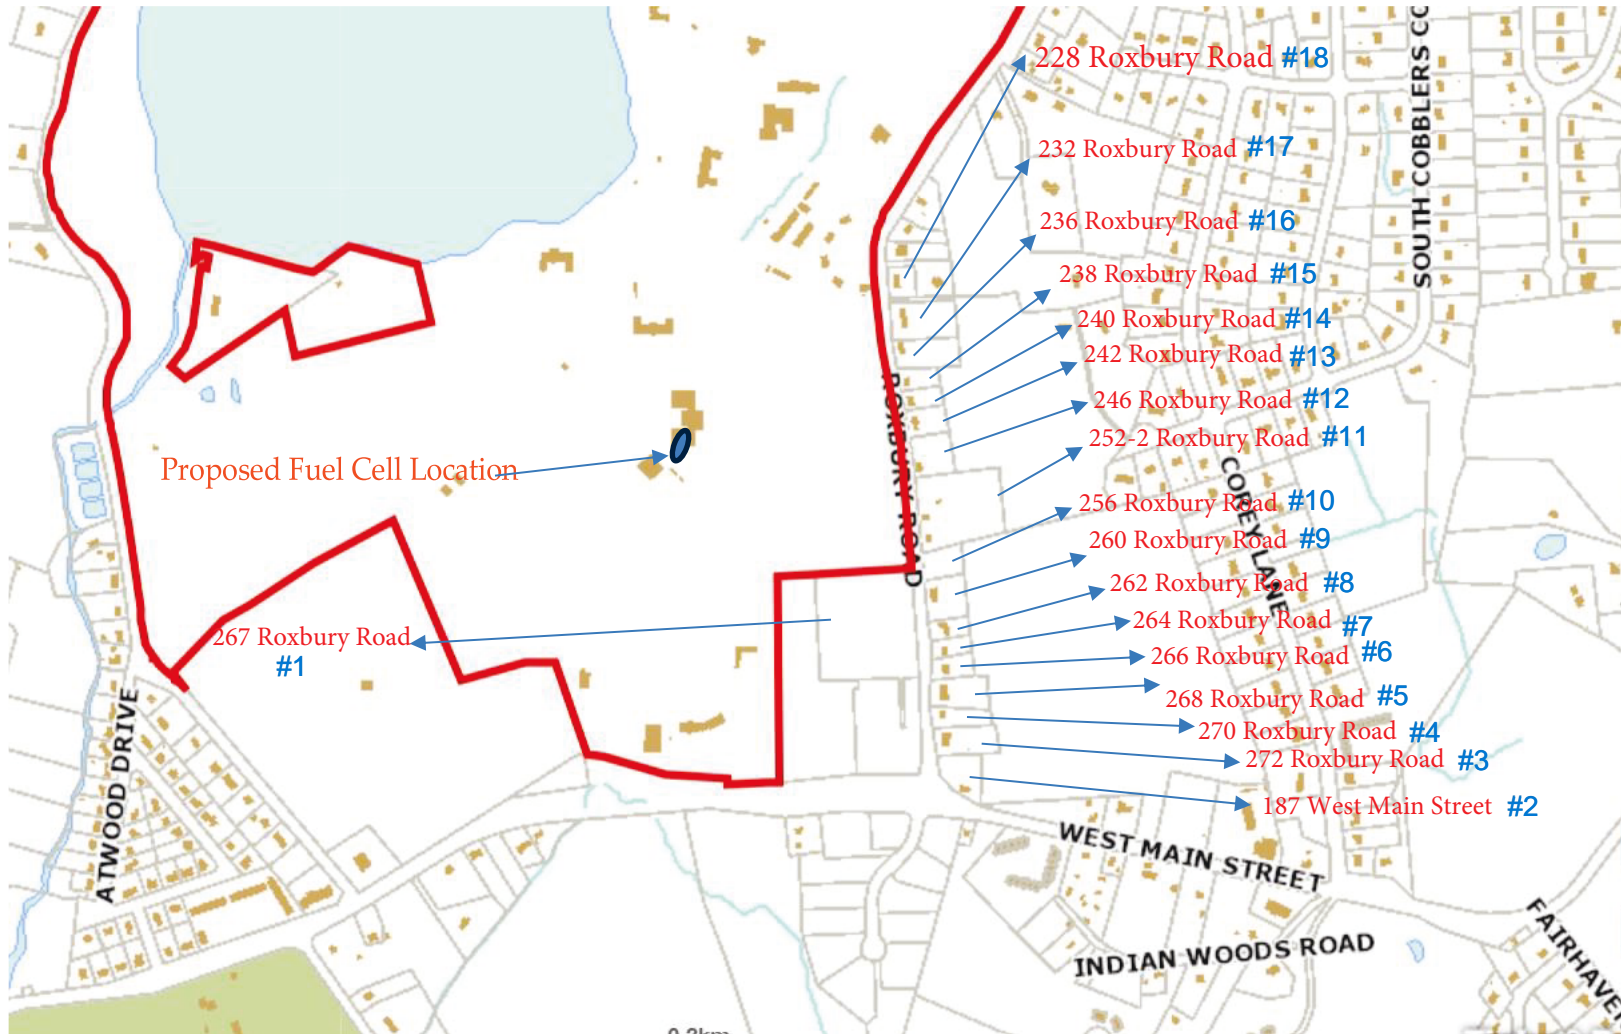 228 Roxbury Road #18
232 Roxbury Road #17
236 Roxbury Road #16
238 Roxbury Road #15
240 Roxbury Road #14
242 Roxbury Road #13
246 Roxbury Road #12
252-2 Roxbury Road #11
Proposed Fuel Cell Location
256 Roxbury Road #10
260 Roxbury Road #9
262 Roxbury Road #8
264 Roxbury Road #7
267 Roxbury Road
#1
266 Roxbury Road #6
268 Roxbury Road #5
270 Roxbury Road #4
272 Roxbury Road #3
187 West Main Street #2
SOUTH COBBLERS CO
ROXBURY ROAD
COPEY LANE
ATWOOD DRIVE
WEST MAIN STREET
INDIAN WOODS ROAD
FAIRHAVE